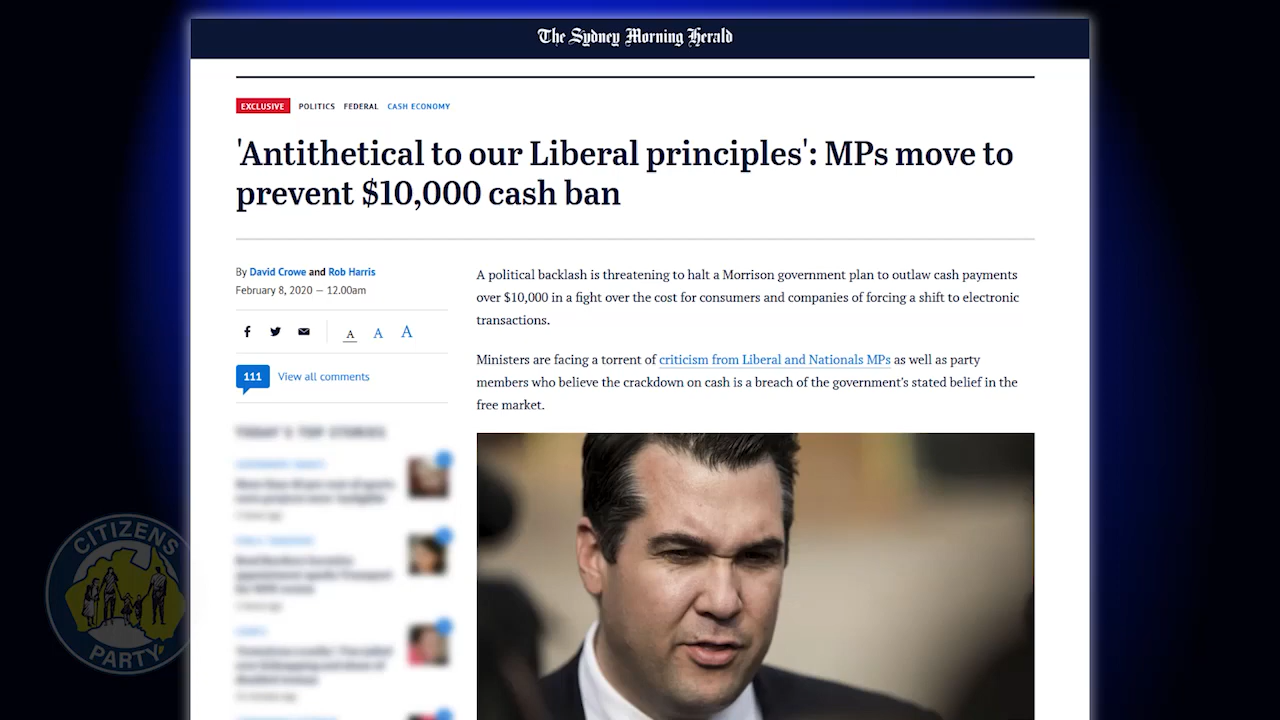 The Sydney Morning Herald
EXCLUSIVE POLITICS FEDERAL CASH ECONOMY
'Antithetical to our Liberal principles': MPs move to
prevent $10,000 cash ban
By David Crowe and Rob Harris
February 8, 2020 — 12.00am
A A A
111 View all comments
A political backlash is threatening to halt a Morrison government plan to outlaw cash payments
over $10,000 in a fight over the cost for consumers and companies of forcing a shift to electronic
transactions.
Ministers are facing a torrent of criticism from Liberal and Nationals MPs as well as party
members who believe the crackdown on cash is a breach of the government's stated belief in the
free market.
TODAY'S TOP STORIES
CITIZENS
PARTY